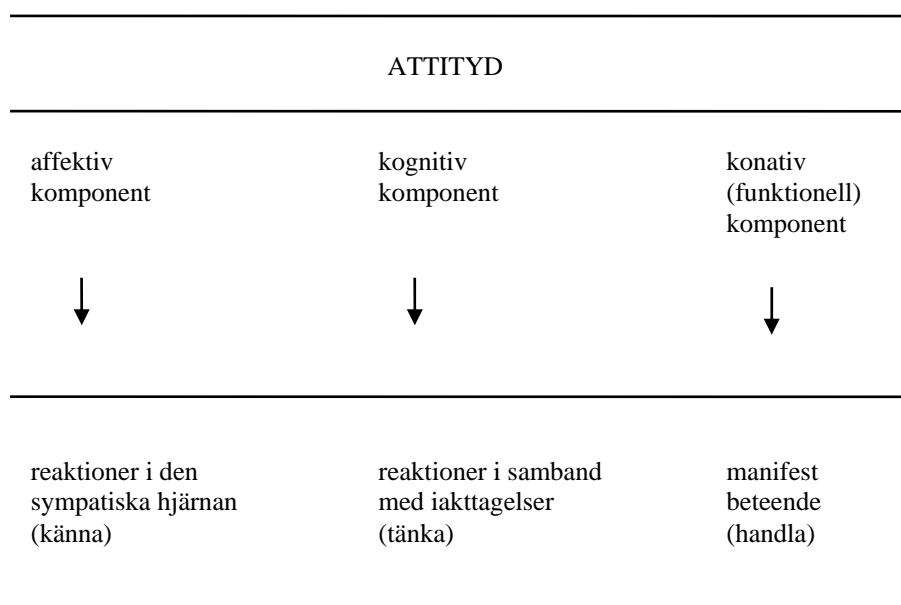 ATTITYD
affektiv
komponent
kognitiv
komponent
konativ
(funktionell)
komponent
reaktioner i den
sympatiska hjärnan
(känna)
reaktioner i samband
med iakttagelser
(tänka)
manifest
beteende
(handla)